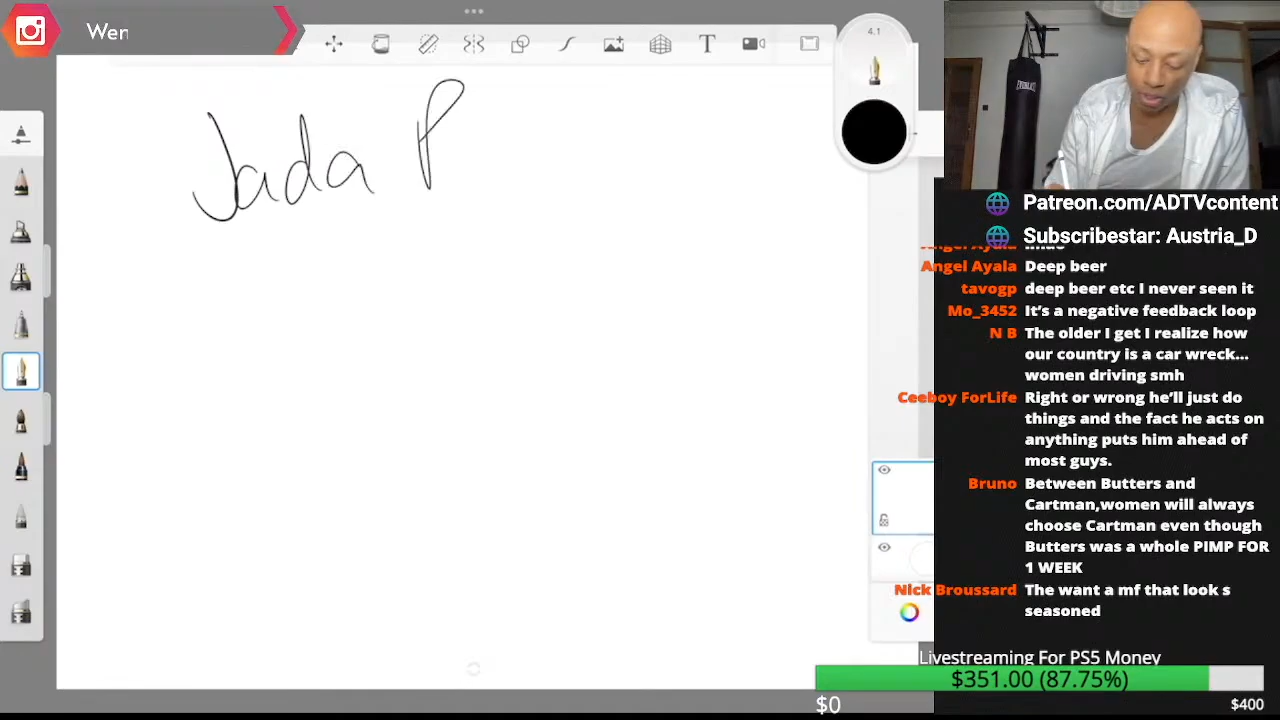 Wen
4.1
T
Jada P
EVERLAST
Patreon.com/ADTVcontent
Subscribestar: Austria_D
Angel Ayala
Angel Ayala Deep beer
tavogp deep beer etc I never seen it
Mo_3452 It's a negative feedback loop
N B The older I get I realize how
our country is a car wreck...
women driving smh
Ceeboy ForLife Right or wrong he'll just do
things and the fact he acts on
anything puts him ahead of
most guys.
Bruno Between Butters and
Cartman,women will always
choose Cartman even though
Butters was a whole PIMP FOR
1 WEEK
Nick Broussard The want a mf that look s
seasoned
Livestreaming For PS5 Money
$351.00 (87.75%)
$0
$400